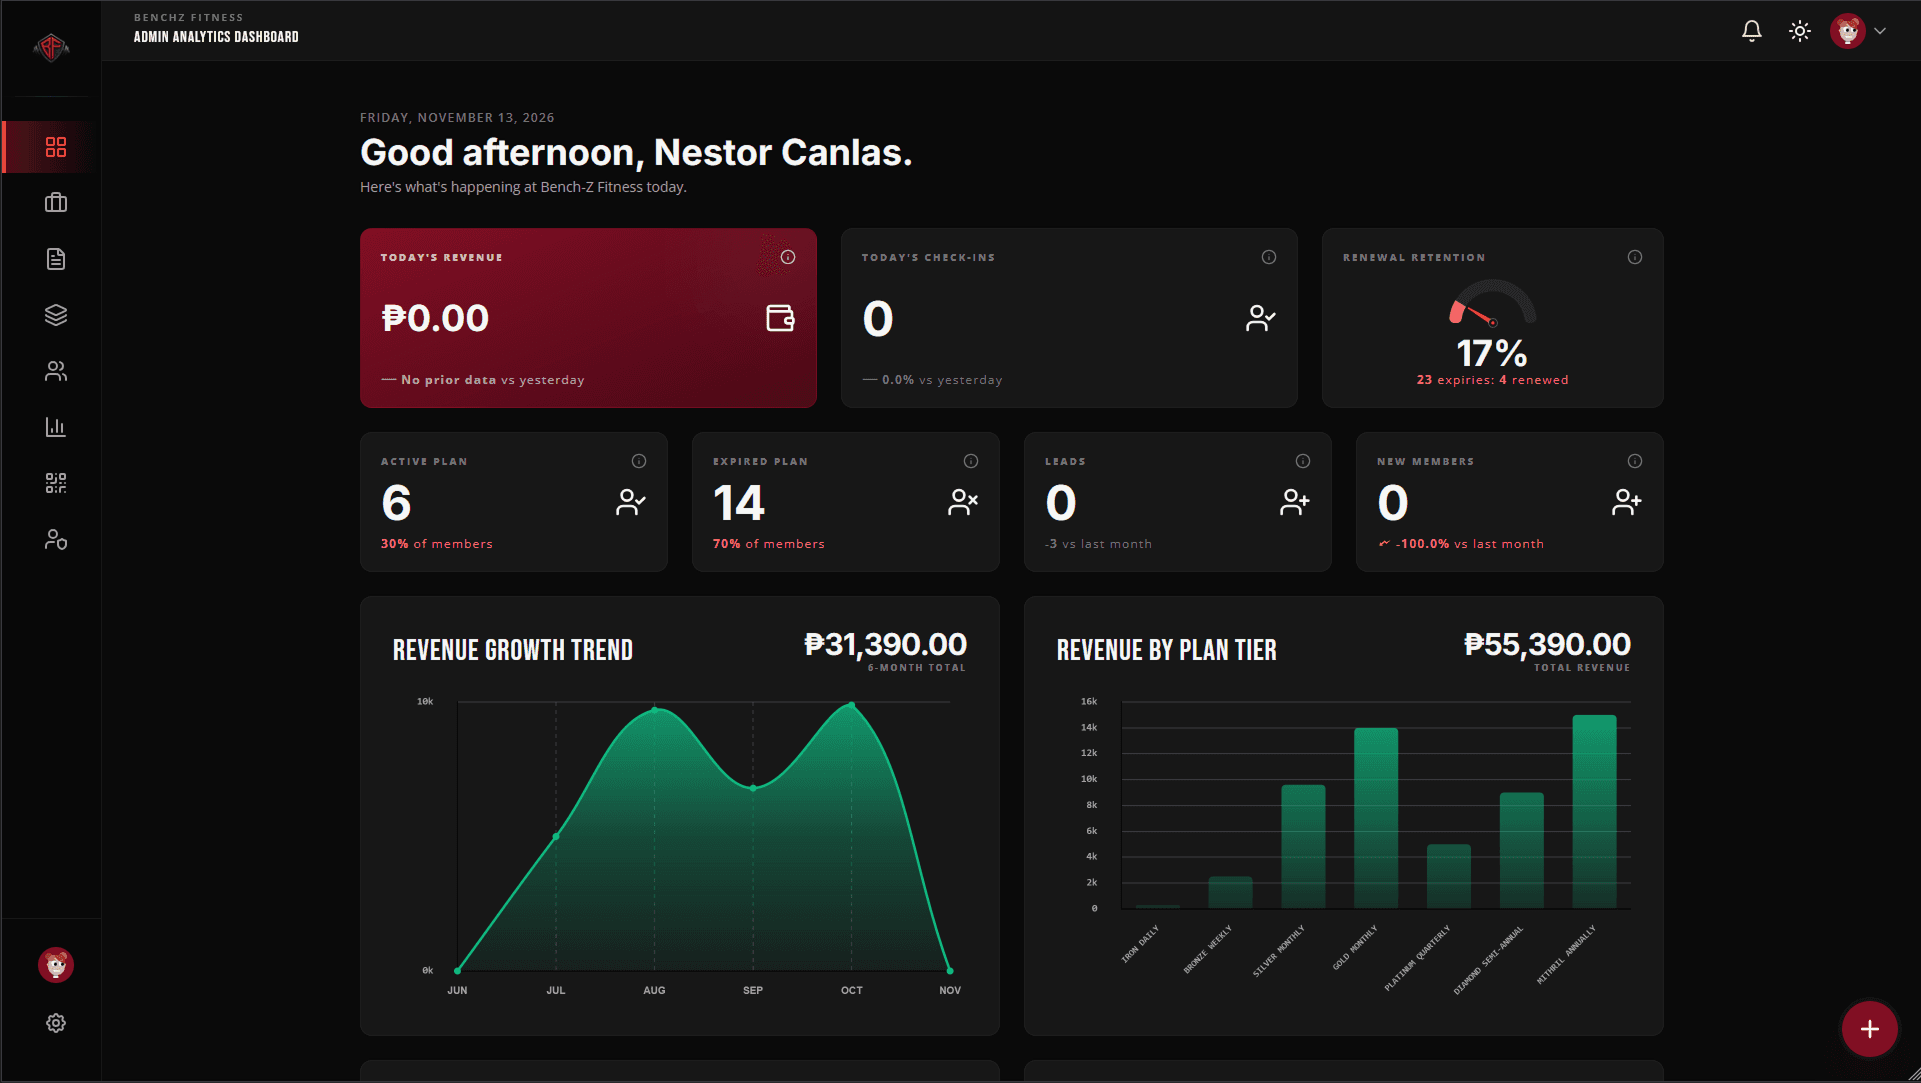 BENCHZ FITNESS
ADMIN ANALYTICS DASHBOARD
FRIDAY, NOVEMBER 13, 2026
Good afternoon, Nestor Canlas.
Here's what's happening at Bench-Z Fitness today.
TODAY'S REVENUE
₱0.00
— No prior data vs yesterday
TODAY'S CHECK-INS
0
— 0.0% vs yesterday
RENEWAL RETENTION
17%
23 expiries: 4 renewed
ACTIVE PLAN
6
30% of members
EXPIRED PLAN
14
70% of members
LEADS
0
-3 vs last month
NEW MEMBERS
0
-100.0% vs last month
REVENUE GROWTH TREND
₱31,390.00
6-MONTH TOTAL
10k
0k
JUN
JUL
AUG
SEP
OCT
NOV
REVENUE BY PLAN TIER
₱55,390.00
TOTAL REVENUE
16k
14k
12k
10k
8k
6k
4k
2k
0
IRON DAILY
BRONZE WEEKLY
SILVER MONTHLY
GOLD MONTHLY
PLATINUM QUARTERLY
DIAMOND SEMI-ANNUAL
MITHRIL ANNUALLY